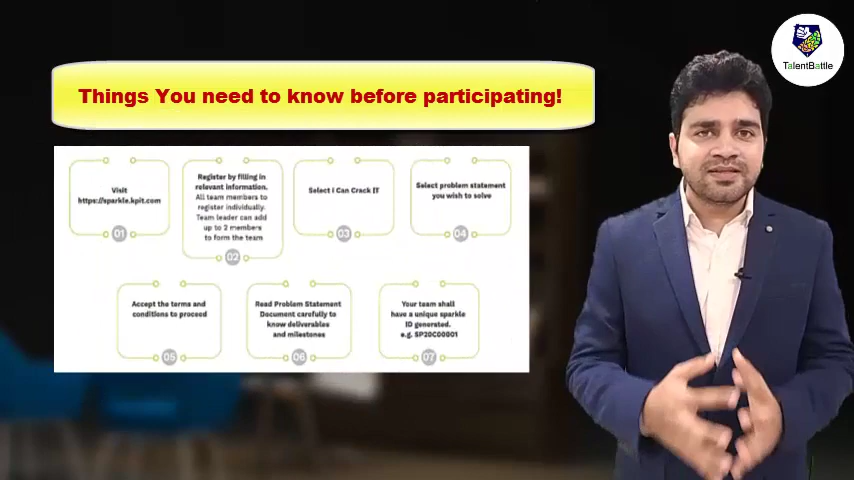 TalentBattle
Things You need to know before participating!
Visit
https://sparkle.kpit.com
01
Register by filling in
relevant information.
All team members to
register individually.
Team leader can add
up to 2 members
to form the team
02
Select I Can Crack IT
03
Select problem statement
you wish to solve
04
Accept the terms and
conditions to proceed
05
Read Problem Statement
Document carefully to
know deliverables
and milestones
06
Your team shall
have a unique sparkle
ID generated.
e.g. SP20C00001
07